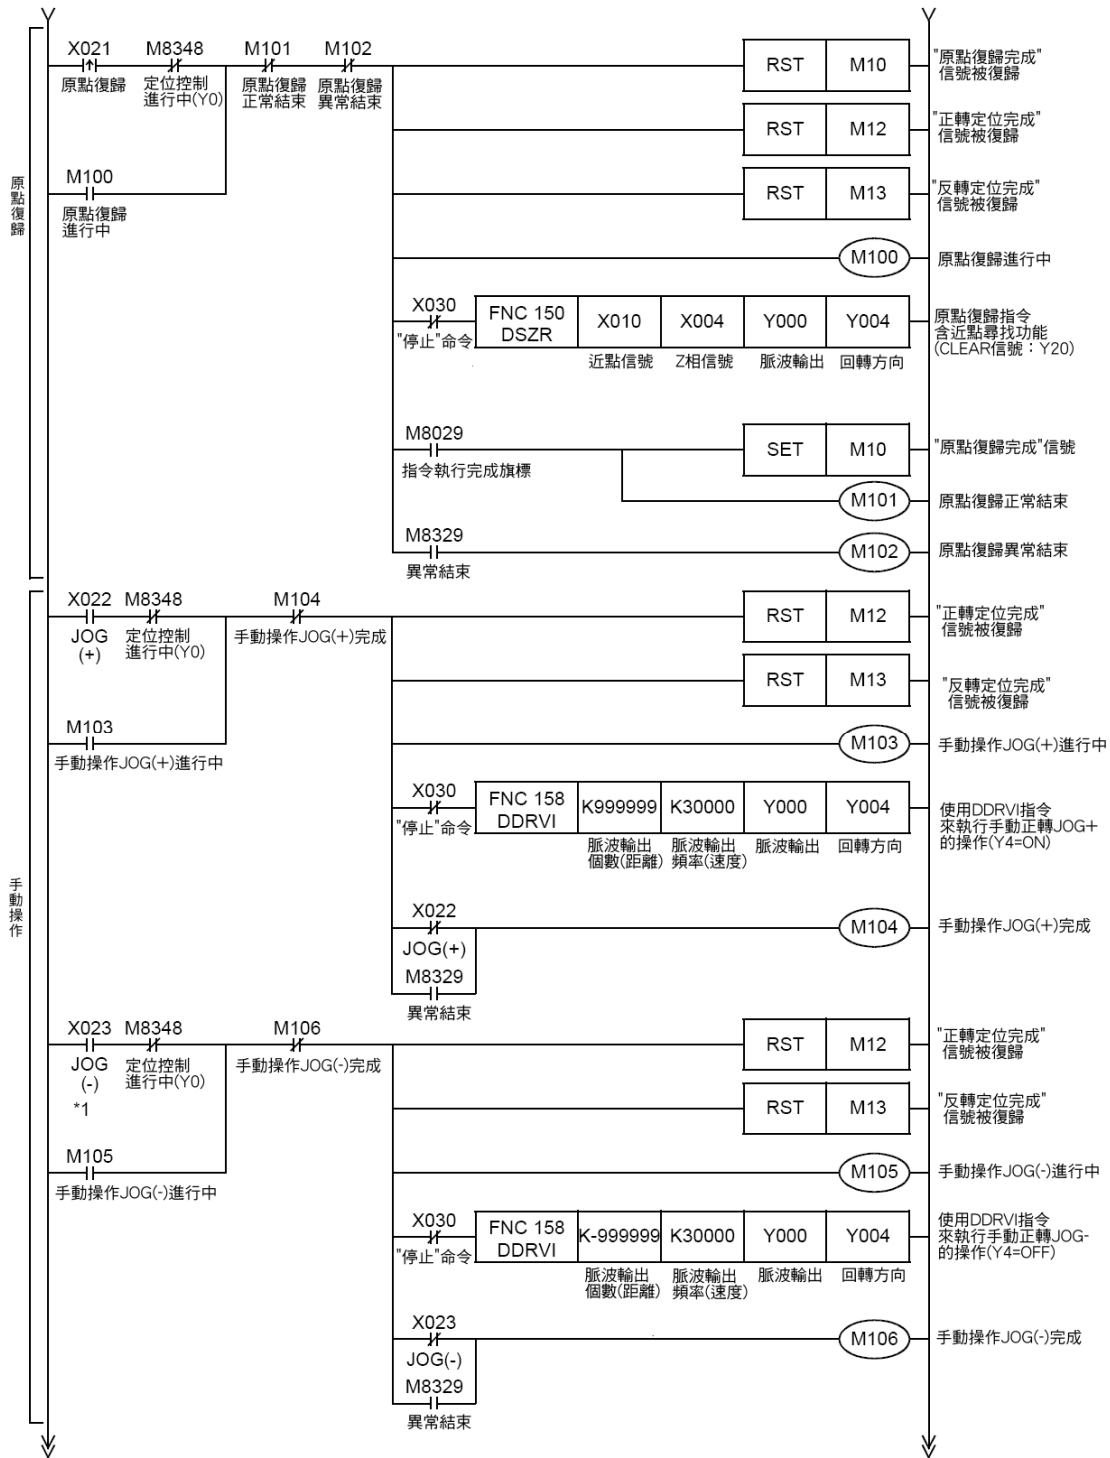 原點復歸
X021 M8348 M101 M102
原點復歸 定位控制 原點復歸 原點復歸
進行中(Y0) 正常結束 異常結束
RST M10
"原點復歸完成"
信號被復歸
RST M12
"正轉定位完成"
信號被復歸
M100
原點復歸
進行中
RST M13
"反轉定位完成"
信號被復歸
M100
原點復歸進行中
X030
"停止"命令
FNC 150
DSZR
X010 X004 Y000 Y004
近點信號 Z相信號 脈波輸出 回轉方向
原點復歸指令
含近點尋找功能
(CLEAR信號：Y20)
M8029
指令執行完成旗標
SET M10
"原點復歸完成"信號
M101
原點復歸正常結束
M8329
異常結束
M102
原點復歸異常結束
手動操作
X022 M8348 M104
JOG
(+)
定位控制
進行中(Y0)
手動操作JOG(+)完成
RST M12
"正轉定位完成"
信號被復歸
RST M13
"反轉定位完成"
信號被復歸
M103
手動操作JOG(+)進行中
M103
手動操作JOG(+)進行中
X030
"停止"命令
FNC 158
DDRVI
K999999 K30000 Y000 Y004
脈波輸出
個數(距離)
脈波輸出
頻率(速度)
脈波輸出 回轉方向
使用DDRVI指令
來執行手動正轉JOG+
的操作(Y4=ON)
X022
JOG(+)
M8329
異常結束
M104
手動操作JOG(+)完成
X023 M8348 M106
JOG
(-)
*1
定位控制
進行中(Y0)
手動操作JOG(-)完成
RST M12
"正轉定位完成"
信號被復歸
RST M13
"反轉定位完成"
信號被復歸
M105
手動操作JOG(-)進行中
M105
手動操作JOG(-)進行中
X030
"停止"命令
FNC 158
DDRVI
K-999999 K30000 Y000 Y004
脈波輸出
個數(距離)
脈波輸出
頻率(速度)
脈波輸出 回轉方向
使用DDRVI指令
來執行手動正轉JOG-
的操作(Y4=OFF)
X023
JOG(-)
M8329
異常結束
M106
手動操作JOG(-)完成